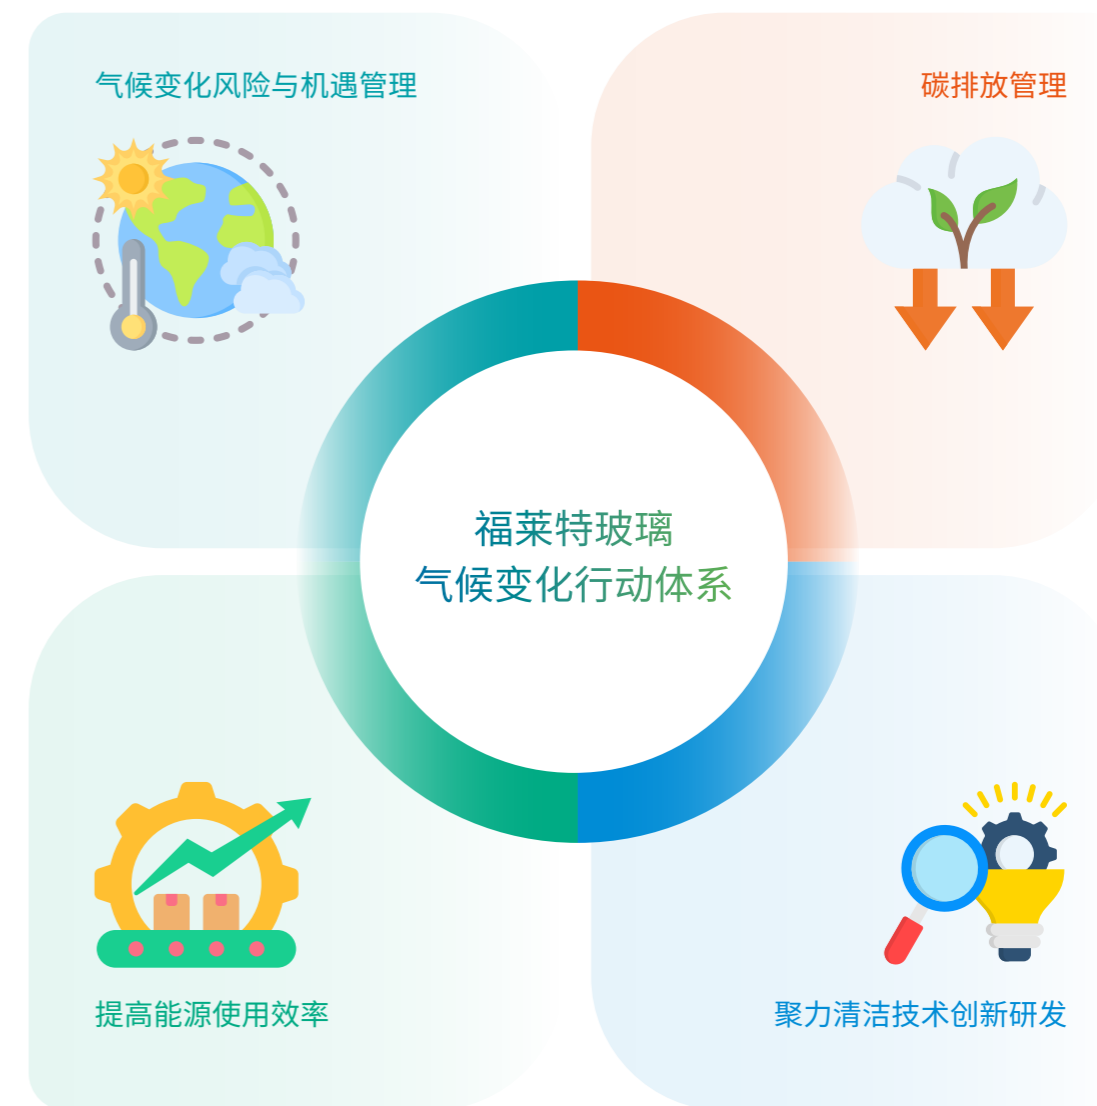 气候变化风险与机遇管理
碳排放管理
福莱特玻璃
气候变化行动体系
提高能源使用效率
聚力清洁技术创新研发